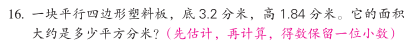 16. 一块平行四边形塑料板，底 3.2 分米，高 1.84 分米。它的面积
大约是多少平方分米?（先估计，再计算，得数保留一位小数）